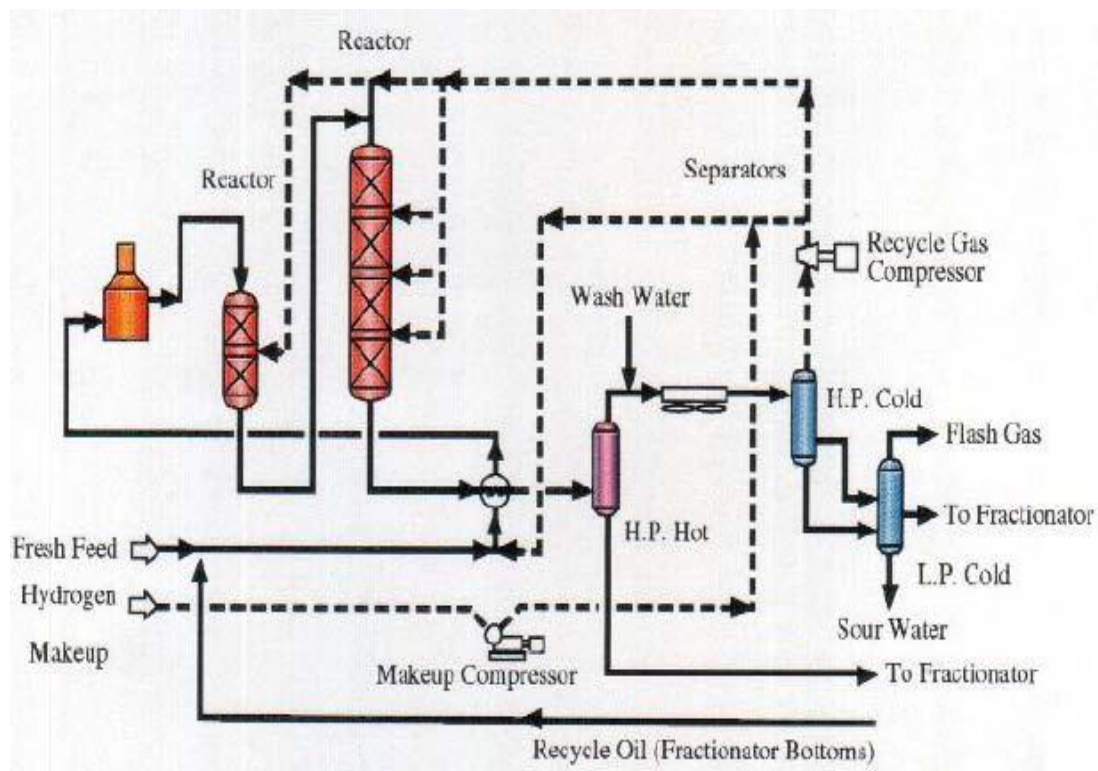 Reactor
Reactor
Separators
Recycle Gas
Compressor
Wash Water
H.P. Cold
Flash Gas
To Fractionator
H.P. Hot
Fresh Feed
L.P. Cold
Hydrogen
Makeup
Sour Water
Makeup Compressor
To Fractionator
Recycle Oil (Fractionator Bottoms)